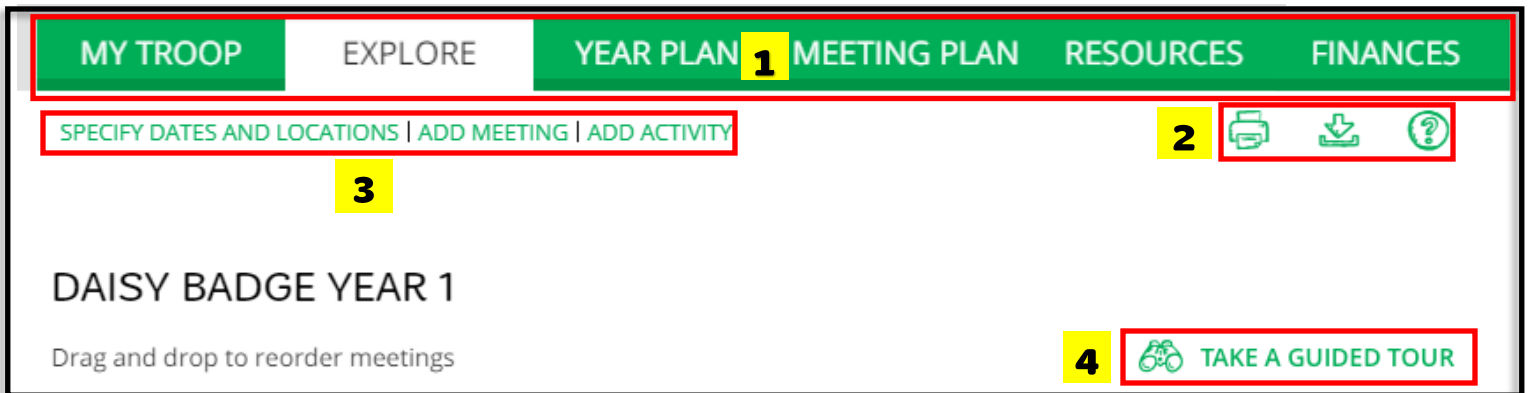 MY TROOP EXPLORE YEAR PLAN 1 MEETING PLAN RESOURCES FINANCES
SPECIFY DATES AND LOCATIONS | ADD MEETING | ADD ACTIVITY 2 ?
3
DAISY BADGE YEAR 1
Drag and drop to reorder meetings 4 TAKE A GUIDED TOUR